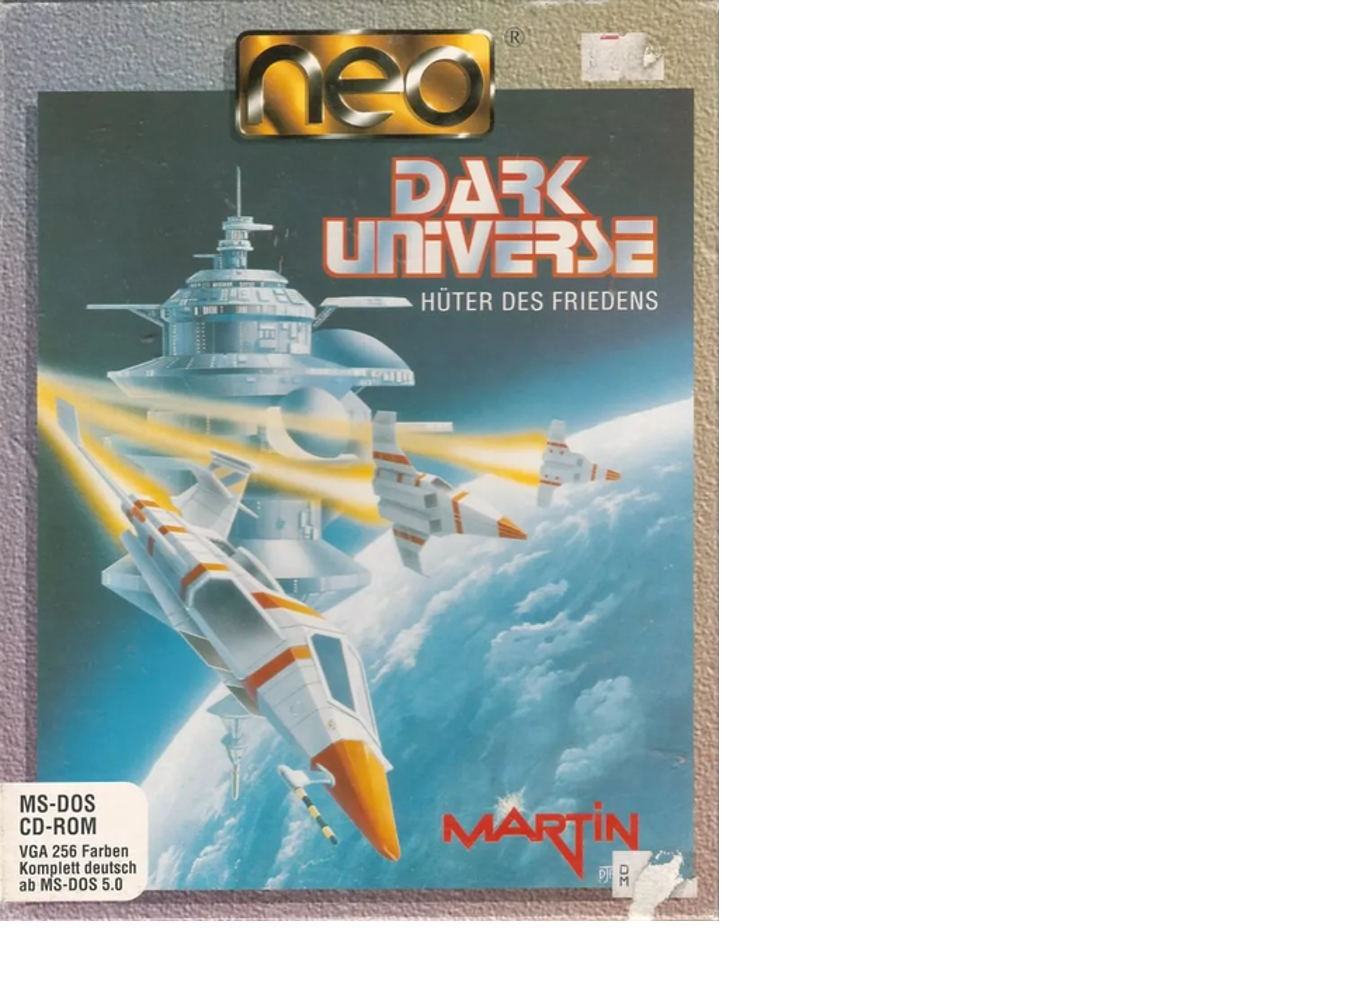 neo®
DARK
UNIVERSE
HÜTER DES FRIEDENS
MARTIN
D
M
MS-DOS
CD-ROM
VGA 256 Farben
Komplett deutsch
ab MS-DOS 5.0